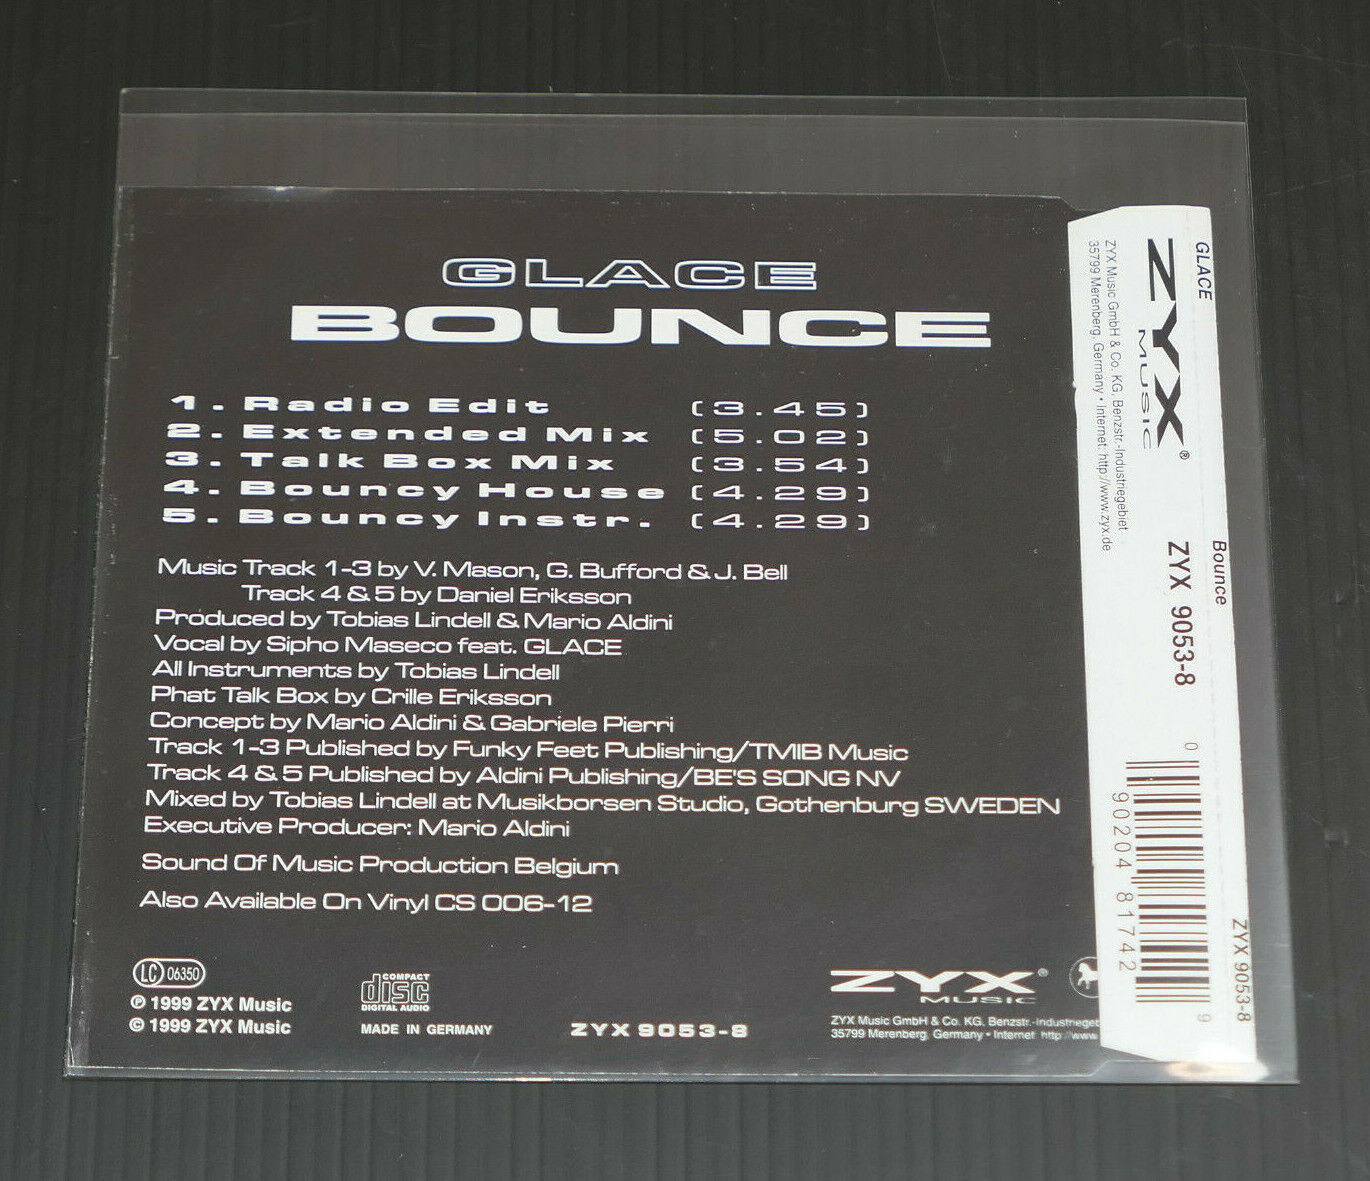 GLACE
BOUNCE
1. Radio Edit (3.45)
2. Extended Mix (5.02)
3. Talk Box Mix (3.54)
4. Bouncy House (4.29)
5. Bouncy Instr. (4.29)
Music Track 1-3 by V. Mason, G. Bufford & J. Bell
Track 4 & 5 by Daniel Eriksson
Produced by Tobias Lindell & Mario Aldini
Vocal by Sipho Maseco feat. GLACE
All Instruments by Tobias Lindell
Phat Talk Box by Crille Eriksson
Concept by Mario Aldini & Gabriele Pierri
Track 1-3 Published by Funky Feet Publishing/TMIB Music
Track 4 & 5 Published by Aldini Publishing/BE'S SONG NV
Mixed by Tobias Lindell at Musikborsen Studio, Gothenburg SWEDEN
Executive Producer: Mario Aldini
Sound Of Music Production Belgium
Also Available On Vinyl CS 006-12
LC 06350
℗ 1999 ZYX Music
© 1999 ZYX Music
COMPACT
disc
DIGITAL AUDIO
MADE IN GERMANY
ZYX 9053-8
ZYX®
MUSIC
ZYX Music GmbH & Co. KG, Benzstr.-Industrieget
35799 Merenberg, Germany • Internet: http://www
ZYX®
MUSIC
ZYX Music GmbH & Co. KG, Benzstr.-Industriegebiet
35799 Merenberg, Germany • Internet: http://www.zyx.de
ZYX 9053-8
0 90204 81742 9
GLACE
Bounce
ZYX 9053-8